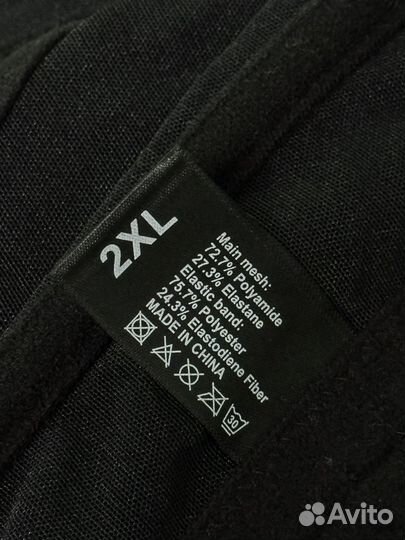 2XL
Main mesh:
72.7% Polyamide
27.3% Elastane
Elastic band:
75.7% Polyester
24.3% Elastodiene Fiber
MADE IN CHINA
30
Avito